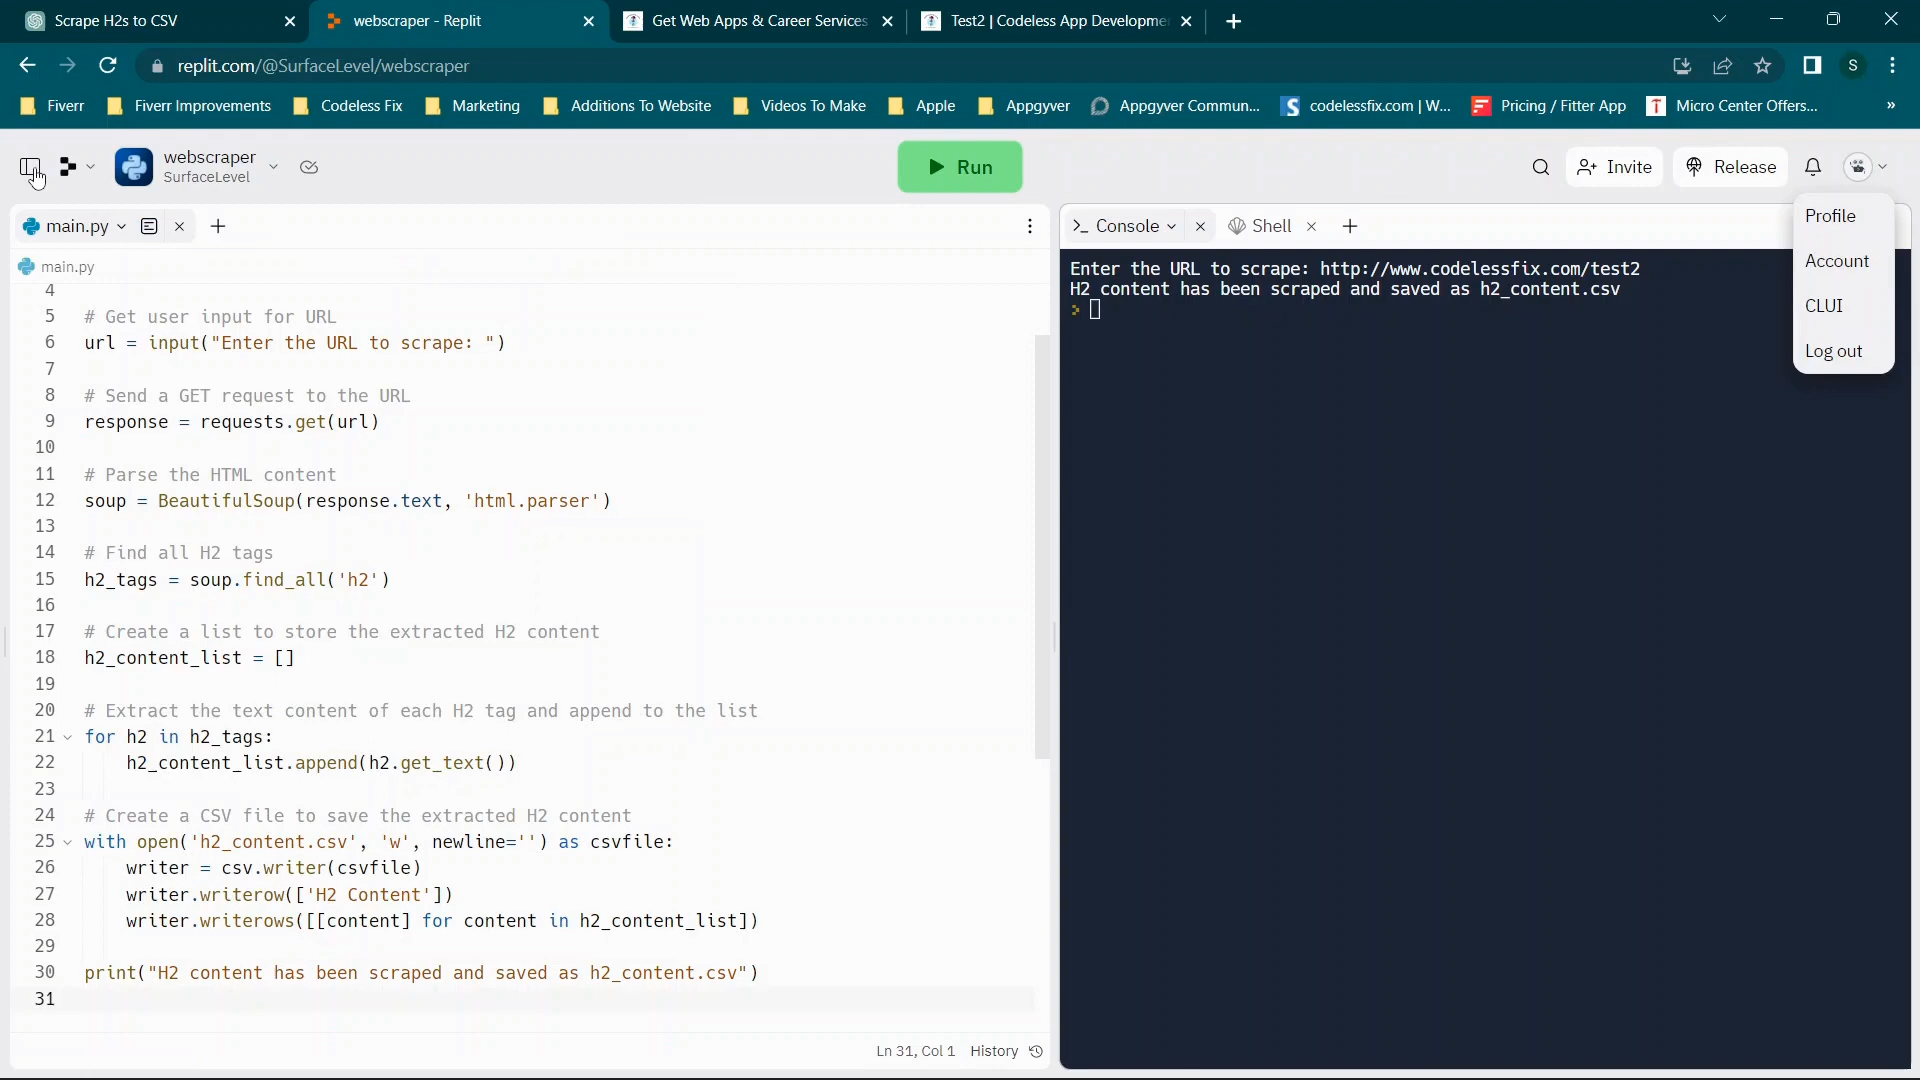 Scrape H2s to CSV
webscraper - Replit
Get Web Apps & Career Services
Test2 | Codeless App Developme
replit.com/@SurfaceLevel/webscraper
S
Fiverr
Fiverr Improvements
Codeless Fix
Marketing
Additions To Website
Videos To Make
Apple
Appgyver
Appgyver Commun...
codelessfix.com | W...
Pricing / Fitter App
Micro Center Offers...
»
webscraper
SurfaceLevel
Run
Invite
Release
Profile
Account
CLUI
Log out
main.py
main.py
4
5 # Get user input for URL
6 url = input("Enter the URL to scrape: ")
7
8 # Send a GET request to the URL
9 response = requests.get(url)
10
11 # Parse the HTML content
12 soup = BeautifulSoup(response.text, 'html.parser')
13
14 # Find all H2 tags
15 h2_tags = soup.find_all('h2')
16
17 # Create a list to store the extracted H2 content
18 h2_content_list = []
19
20 # Extract the text content of each H2 tag and append to the list
21 for h2 in h2_tags:
22 h2_content_list.append(h2.get_text())
23
24 # Create a CSV file to save the extracted H2 content
25 with open('h2_content.csv', 'w', newline='') as csvfile:
26 writer = csv.writer(csvfile)
27 writer.writerow(['H2 Content'])
28 writer.writerows([[content] for content in h2_content_list])
29
30 print("H2 content has been scraped and saved as h2_content.csv")
31
Ln 31, Col 1 History
Console
Shell
Enter the URL to scrape: http://www.codelessfix.com/test2
H2 content has been scraped and saved as h2_content.csv